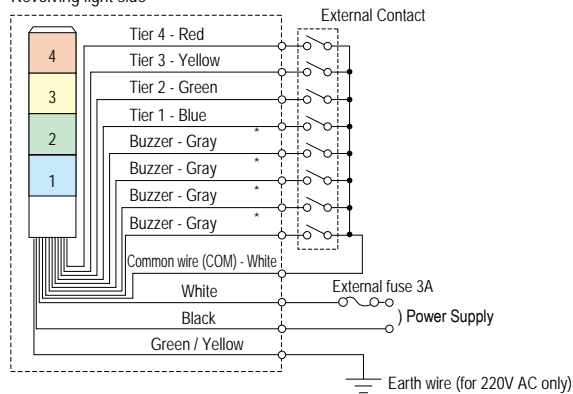 Revolving light side
External Contact
Tier 4 - Red
4
Tier 3 - Yellow
3
Tier 2 - Green
2
Tier 1 - Blue
1
Buzzer - Gray *
Buzzer - Gray *
Buzzer - Gray *
Buzzer - Gray *
Common wire (COM) - White
White
External fuse 3A
Black
) Power Supply
Green / Yellow
Earth wire (for 220V AC only)